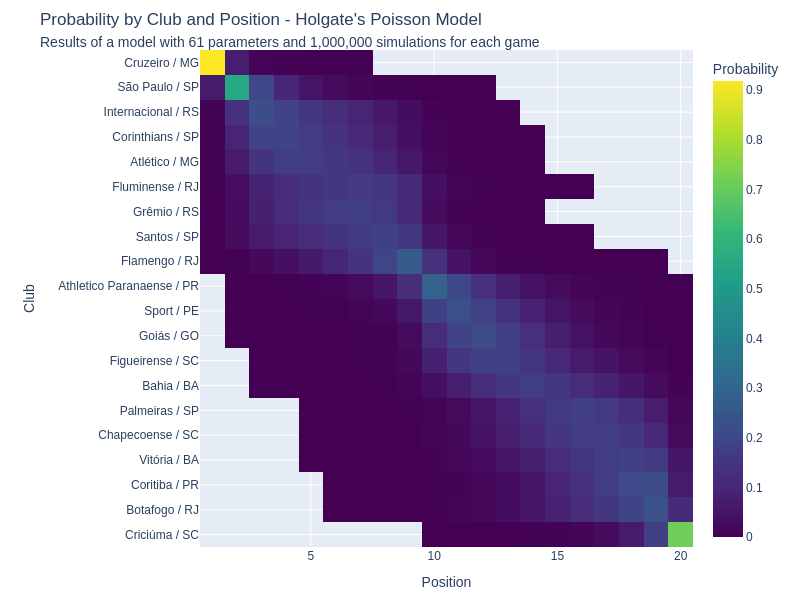 Probability by Club and Position - Holgate's Poisson Model
Results of a model with 61 parameters and 1,000,000 simulations for each game
Probability
Club
Cruzeiro / MG
São Paulo / SP
Internacional / RS
Corinthians / SP
Atlético / MG
Fluminense / RJ
Grêmio / RS
Santos / SP
Flamengo / RJ
Athletico Paranaense / PR
Sport / PE
Goiás / GO
Figueirense / SC
Bahia / BA
Palmeiras / SP
Chapecoense / SC
Vitória / BA
Coritiba / PR
Botafogo / RJ
Criciúma / SC
0.9
0.8
0.7
0.6
0.5
0.4
0.3
0.2
0.1
0
5 10 15 20
Position